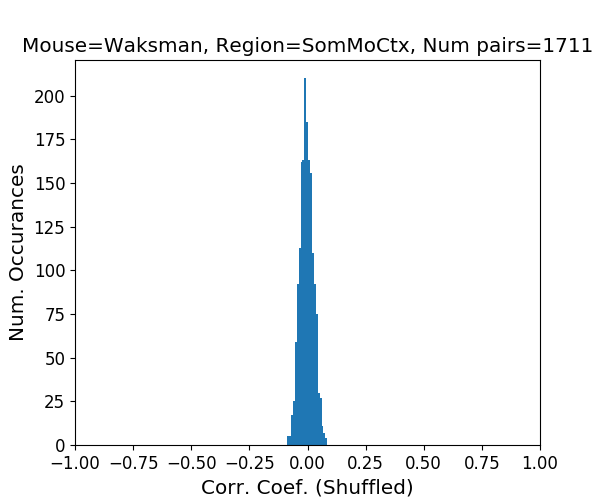 Mouse=Waksman, Region=SomMoCtx, Num pairs=1711
200
175
150
125
100
75
50
25
0
Num. Occurances
−1.00 −0.75 −0.50 −0.25 0.00 0.25 0.50 0.75 1.00
Corr. Coef. (Shuffled)